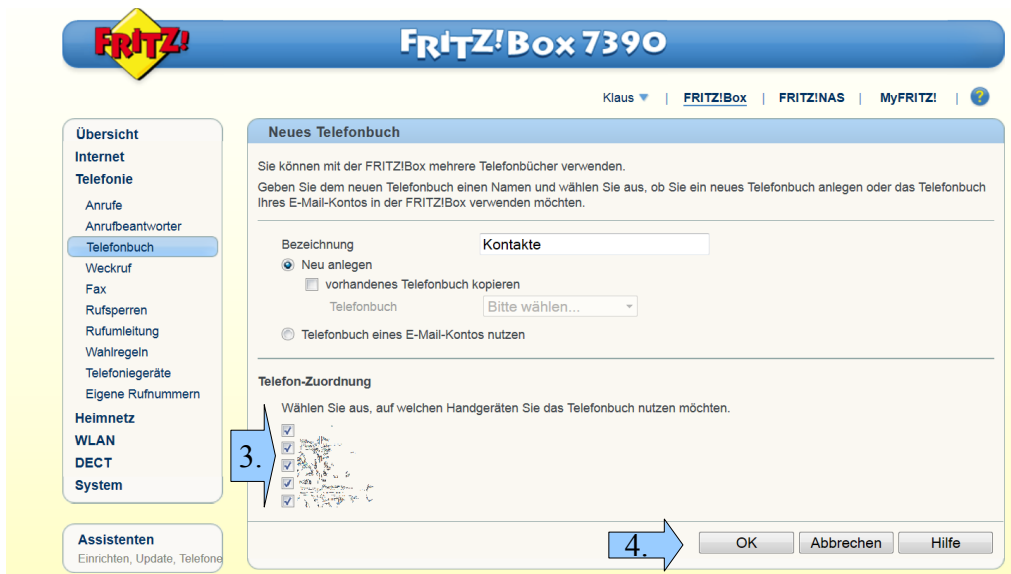 FRITZ!
FRITZ!Box 7390
Klaus | FRITZ!Box | FRITZ!NAS | MyFRITZ! | ?
Übersicht
Internet
Telefonie
Anrufe
Anrufbeantworter
Telefonbuch
Weckruf
Fax
Rufsperren
Rufumleitung
Wahlregeln
Telefoniegeräte
Eigene Rufnummern
Heimnetz
WLAN
DECT
System
Assistenten
Einrichten, Update, Telefone
Neues Telefonbuch
Sie können mit der FRITZ!Box mehrere Telefonbücher verwenden.
Geben Sie dem neuen Telefonbuch einen Namen und wählen Sie aus, ob Sie ein neues Telefonbuch anlegen oder das Telefonbuch
Ihres E-Mail-Kontos in der FRITZ!Box verwenden möchten.
Bezeichnung Kontakte
Neu anlegen
vorhandenes Telefonbuch kopieren
Telefonbuch Bitte wählen...
Telefonbuch eines E-Mail-Kontos nutzen
Telefon-Zuordnung
Wählen Sie aus, auf welchen Handgeräten Sie das Telefonbuch nutzen möchten.
3.
4.
OK Abbrechen Hilfe